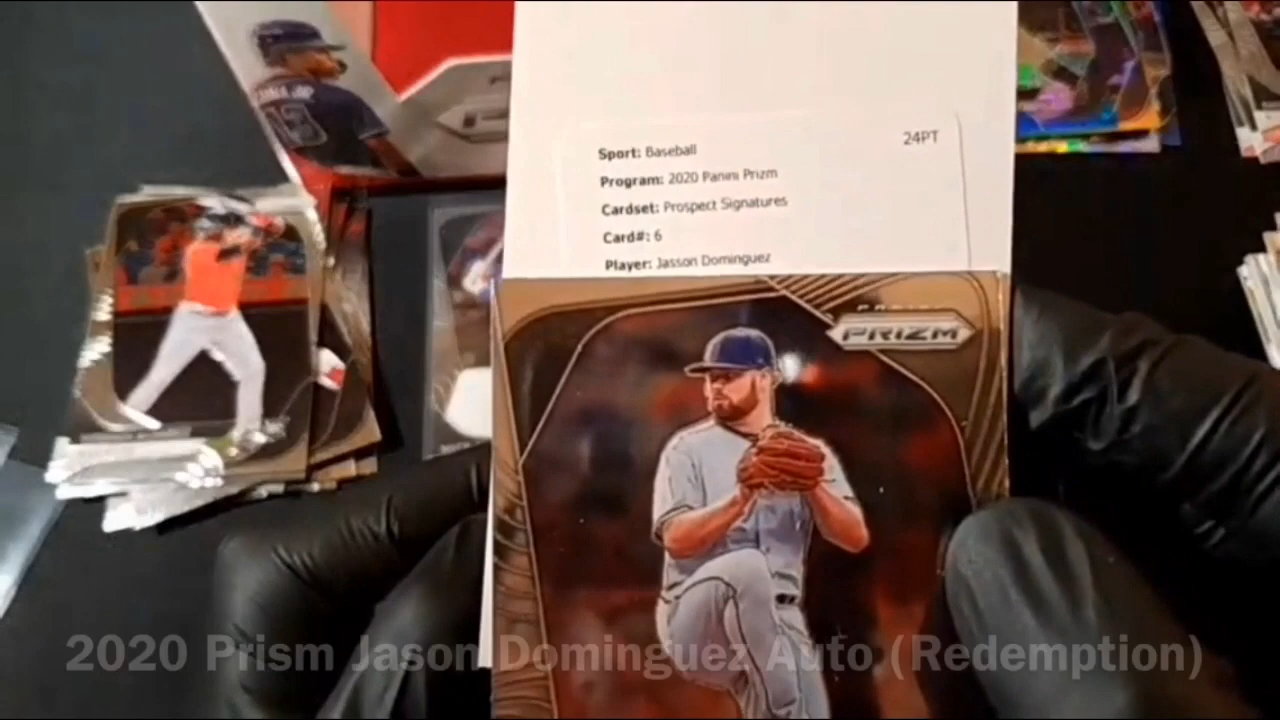 24PT
Sport: Baseball
Program: 2020 Panini Prizm
Cardset: Prospect Signatures
Card#: 6
Player: Jasson Dominguez
PRIZM
13
2020 Prism Jason Dominguez Auto (Redemption)